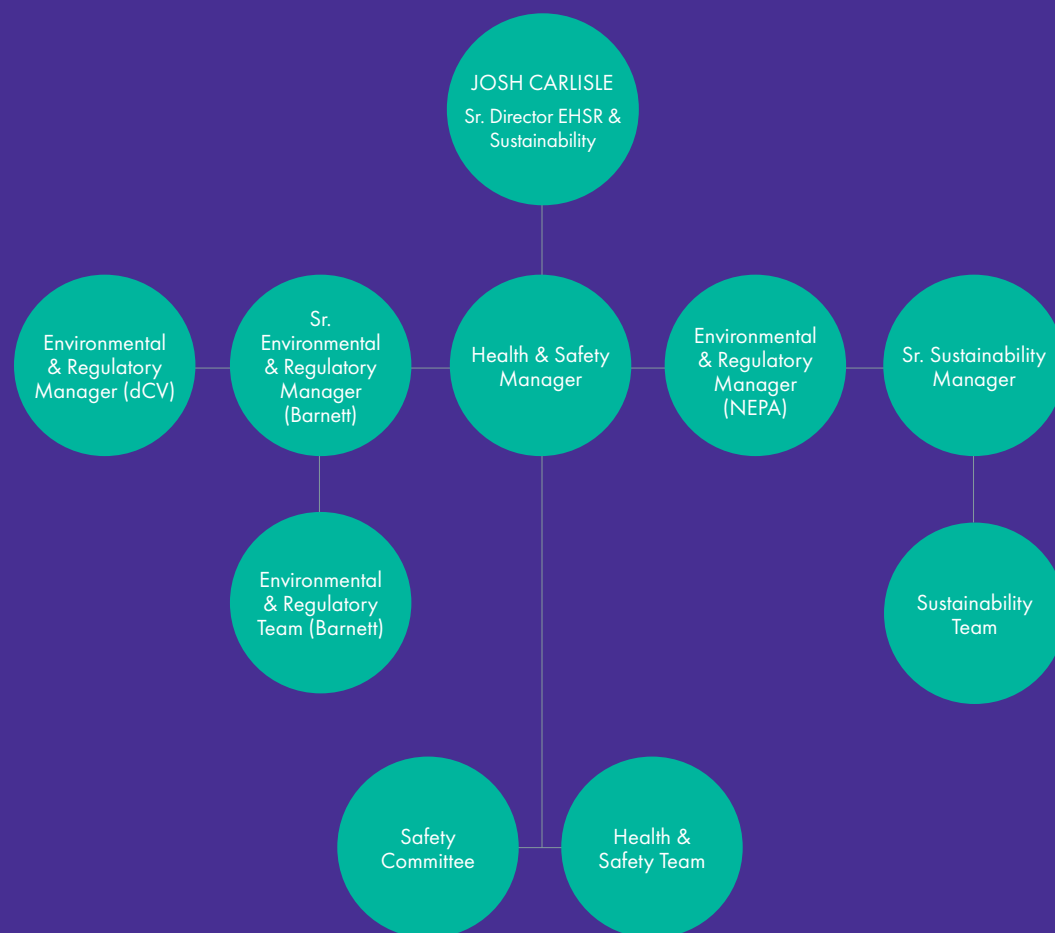 JOSH CARLISLE
Sr. Director EHSR &
Sustainability
Environmental
& Regulatory
Manager (dCV)
Sr.
Environmental
& Regulatory
Manager
(Barnett)
Health & Safety
Manager
Environmental
& Regulatory
Manager
(NEPA)
Sr. Sustainability
Manager
Environmental
& Regulatory
Team (Barnett)
Sustainability
Team
Safety
Committee
Health &
Safety Team